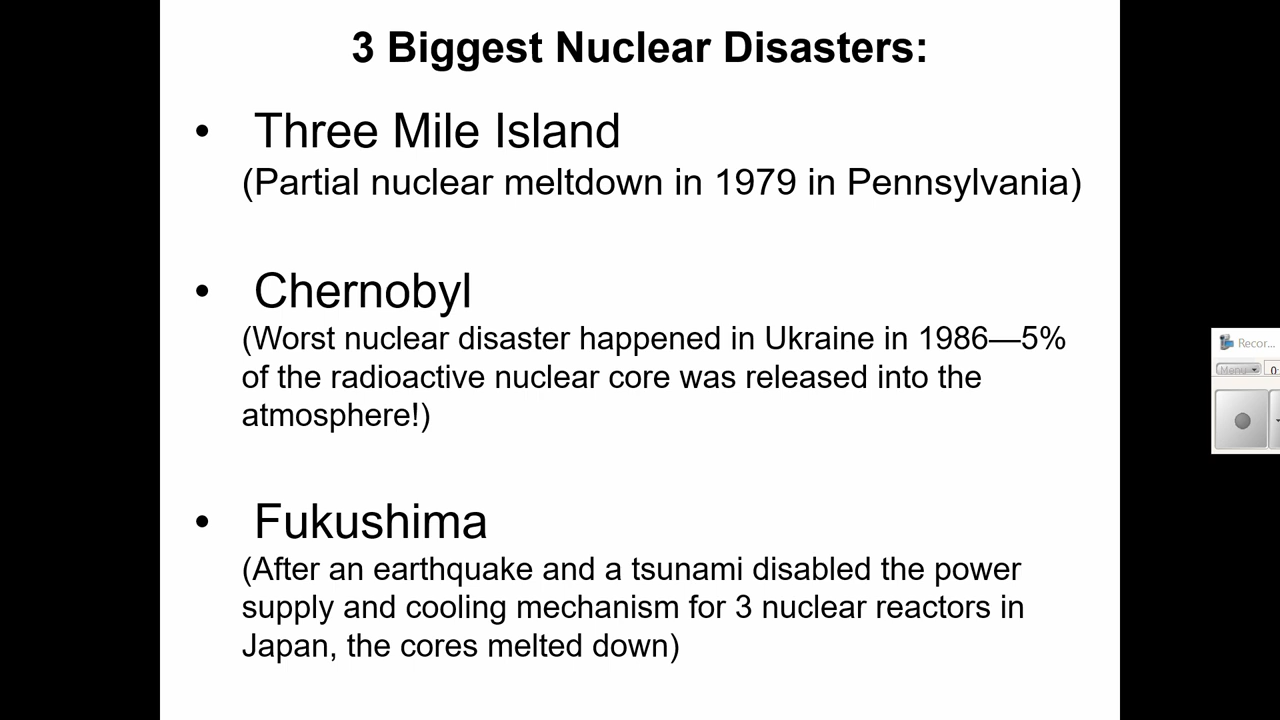 3 Biggest Nuclear Disasters:
• Three Mile Island
(Partial nuclear meltdown in 1979 in Pennsylvania)
• Chernobyl
(Worst nuclear disaster happened in Ukraine in 1986—5%
of the radioactive nuclear core was released into the
atmosphere!)
• Fukushima
(After an earthquake and a tsunami disabled the power
supply and cooling mechanism for 3 nuclear reactors in
Japan, the cores melted down)
Recor...
Menu
0: